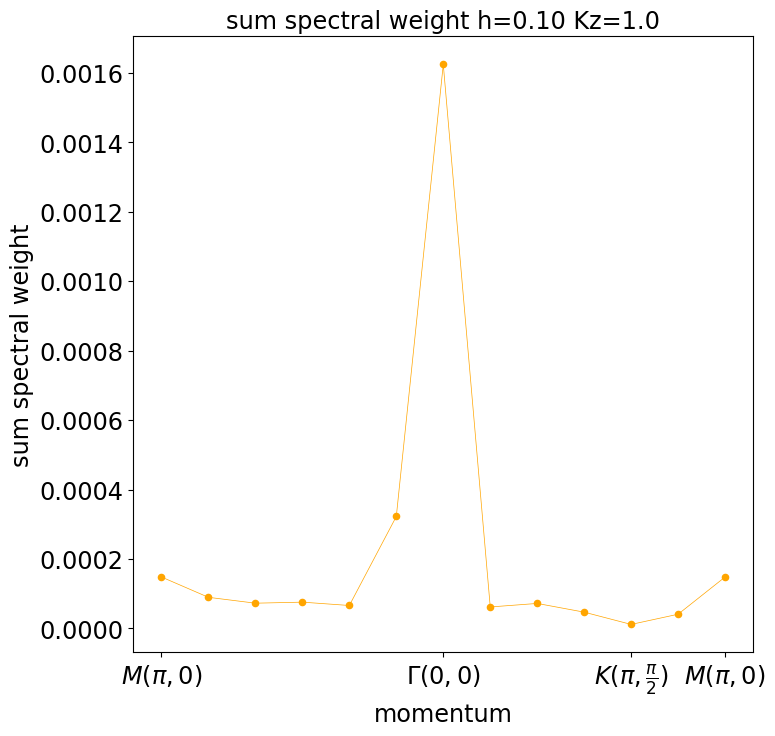 sum spectral weight h=0.10 Kz=1.0
sum spectral weight
0.0016
0.0014
0.0012
0.0010
0.0008
0.0006
0.0004
0.0002
0.0000
M(π, 0) Γ(0, 0) K(π, π/2) M(π, 0)
momentum